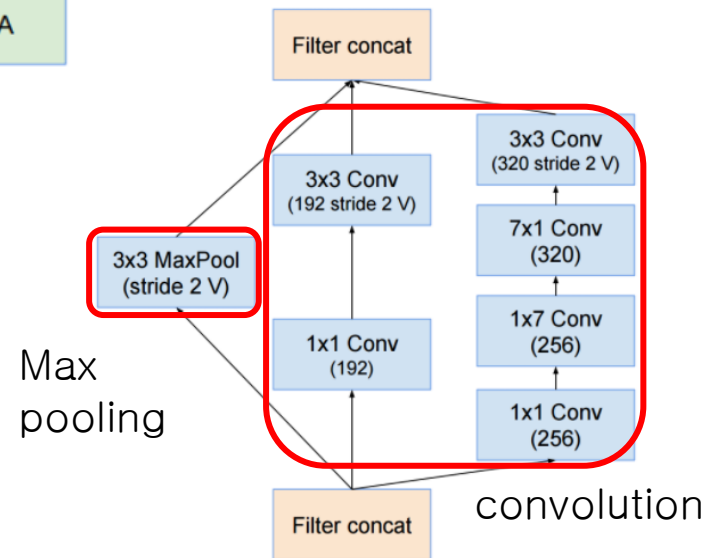 A
Filter concat
3x3 Conv
(320 stride 2 V)
3x3 Conv
(192 stride 2 V)
7x1 Conv
(320)
3x3 MaxPool
(stride 2 V)
1x7 Conv
(256)
1x1 Conv
(192)
Max
pooling
1x1 Conv
(256)
convolution
Filter concat